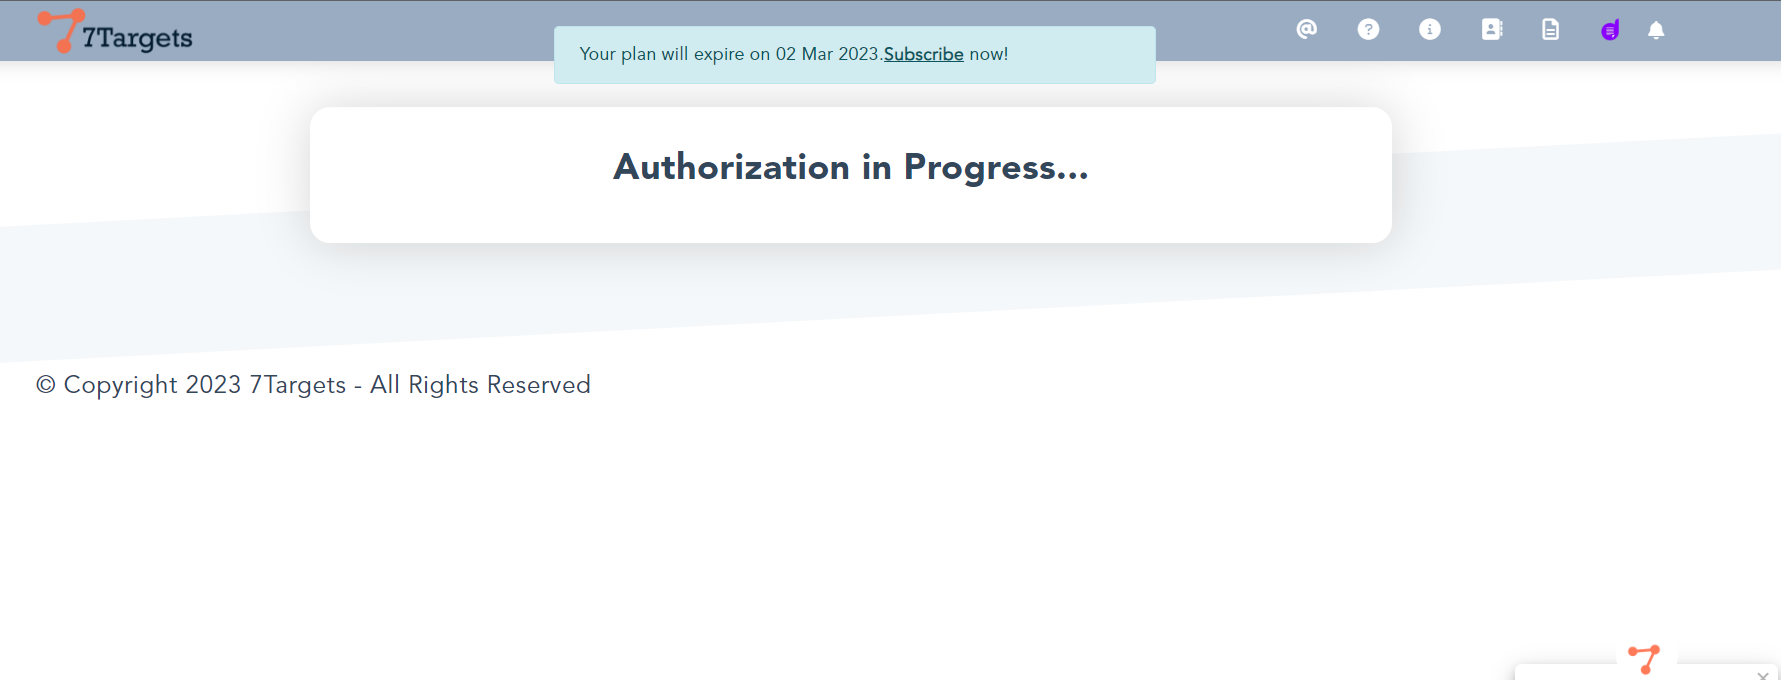 7Targets
Your plan will expire on 02 Mar 2023.Subscribe now!
Authorization in Progress...
© Copyright 2023 7Targets - All Rights Reserved